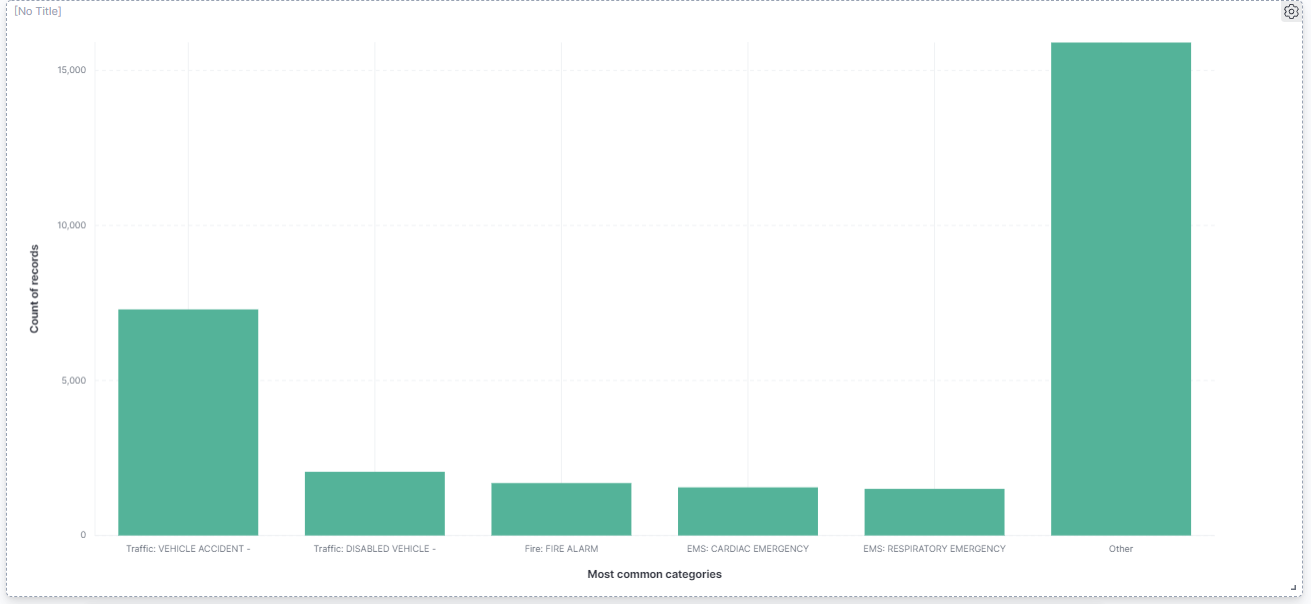 [No Title]
15,000
10,000
5,000
0
Count of records
Traffic: VEHICLE ACCIDENT -
Traffic: DISABLED VEHICLE -
Fire: FIRE ALARM
EMS: CARDIAC EMERGENCY
EMS: RESPIRATORY EMERGENCY
Other
Most common categories